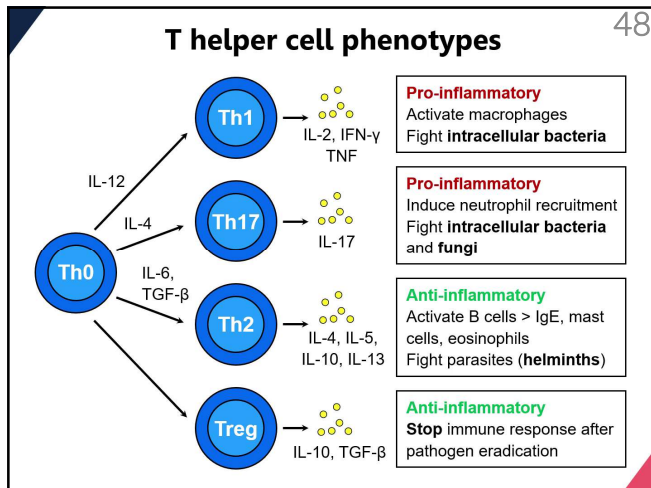 48
T helper cell phenotypes
Th0
IL-12
IL-4
IL-6,
TGF-β
Th1
IL-2, IFN-γ
TNF
Pro-inflammatory
Activate macrophages
Fight intracellular bacteria
Th17
IL-17
Pro-inflammatory
Induce neutrophil recruitment
Fight intracellular bacteria
and fungi
Th2
IL-4, IL-5,
IL-10, IL-13
Anti-inflammatory
Activate B cells > IgE, mast
cells, eosinophils
Fight parasites (helminths)
Treg
IL-10, TGF-β
Anti-inflammatory
Stop immune response after
pathogen eradication